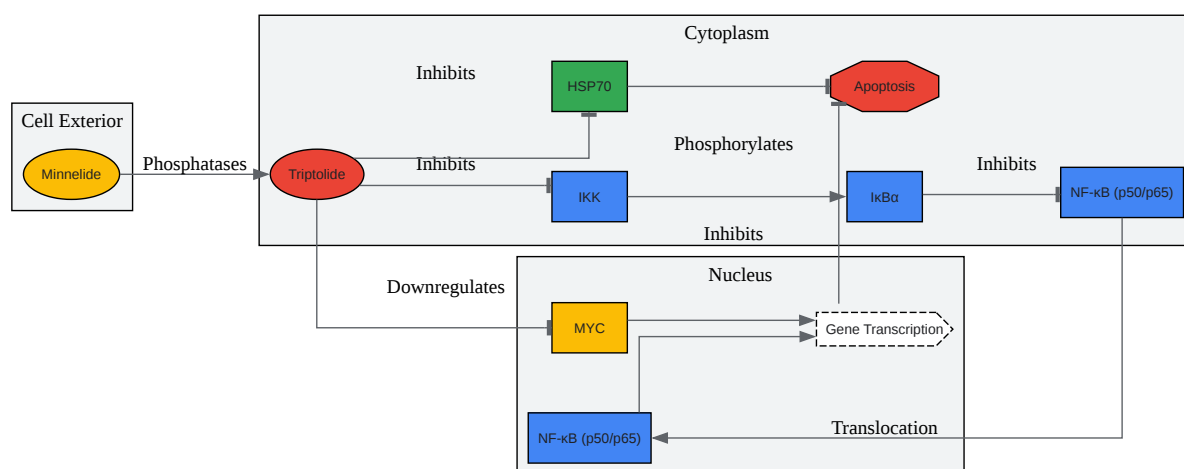 Cytoplasm
Inhibits
HSP70
Apoptosis
Cell Exterior
Phosphorylates
Minnelide
Phosphatases
Triptolide
Inhibits
Inhibits
IKK
IκBα
NF-κB (p50/p65)
Inhibits
Nucleus
Downregulates
MYC
Gene Transcription
NF-κB (p50/p65)
Translocation